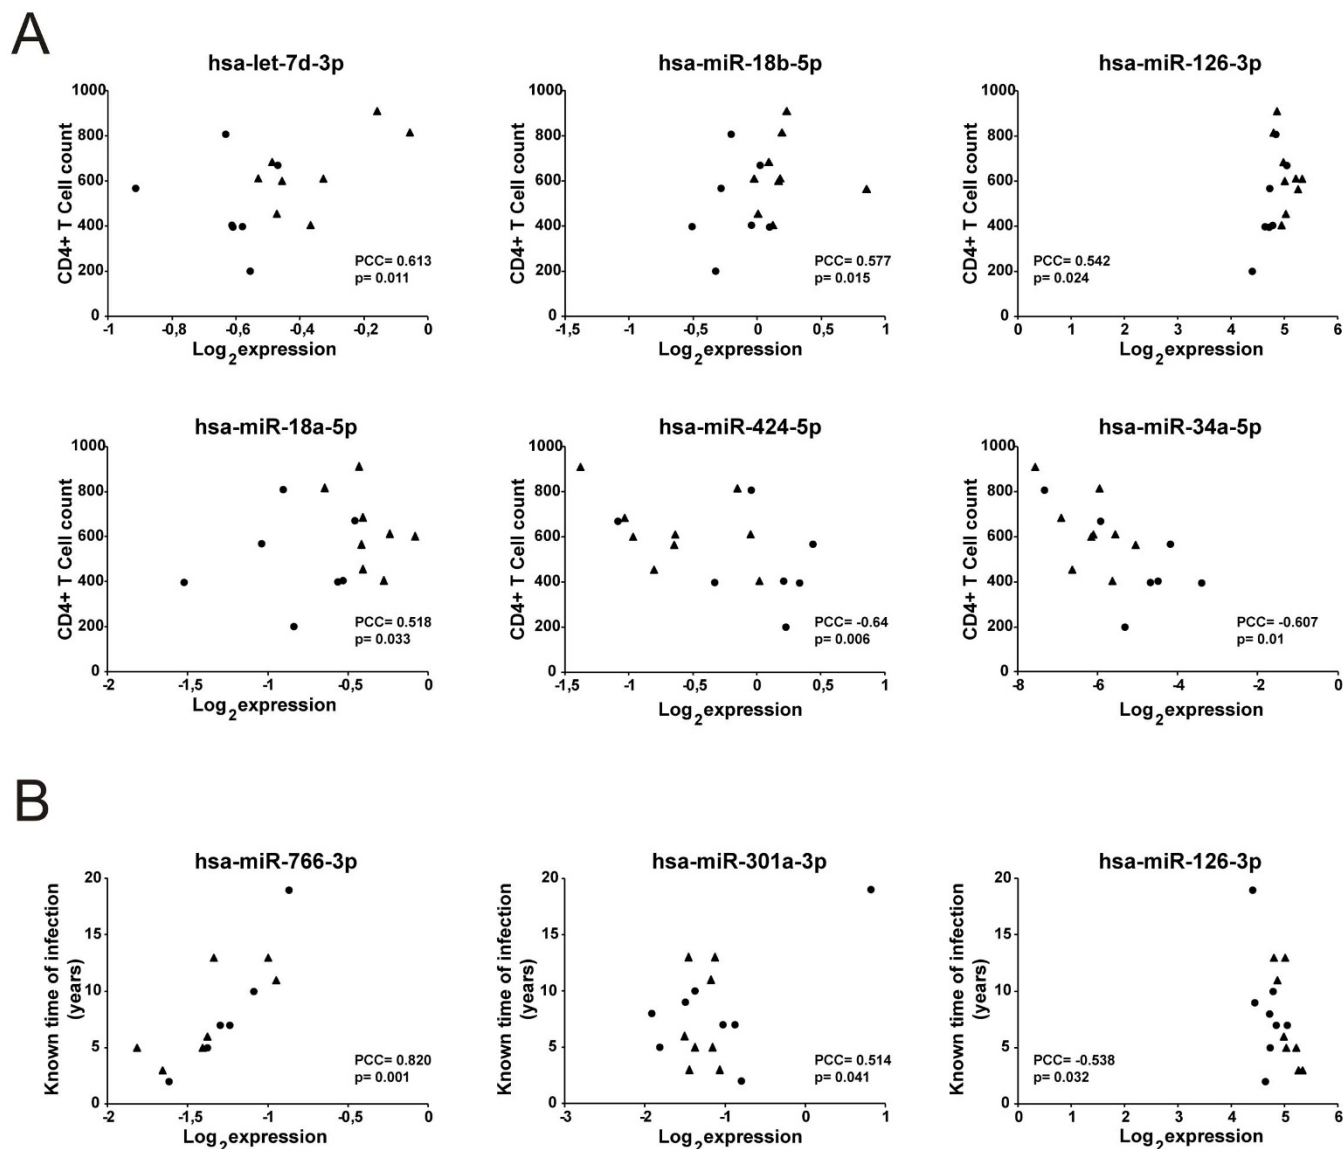 A
hsa-let-7d-3p
CD4+ T Cell count
1000
800
600
400
200
0
PCC= 0.613
p= 0.011
-1 -0,8 -0,6 -0,4 -0,2 0
Log2expression
hsa-miR-18b-5p
CD4+ T Cell count
1000
800
600
400
200
0
PCC= 0.577
p= 0.015
-1,5 -1 -0,5 0 0,5 1
Log2expression
hsa-miR-126-3p
CD4+ T Cell count
1000
800
600
400
200
0
PCC= 0.542
p= 0.024
0 1 2 3 4 5 6
Log2expression
hsa-miR-18a-5p
CD4+ T Cell count
1000
800
600
400
200
0
PCC= 0.518
p= 0.033
-2 -1,5 -1 -0,5 0
Log2expression
hsa-miR-424-5p
CD4+ T Cell count
1000
800
600
400
200
0
PCC= -0.64
p= 0.006
-1,5 -1 -0,5 0 0,5 1
Log2expression
hsa-miR-34a-5p
CD4+ T Cell count
1000
800
600
400
200
0
PCC= -0.607
p= 0.01
-8 -6 -4 -2 0
Log2expression
B
hsa-miR-766-3p
Known time of infection
(years)
20
15
10
5
0
PCC= 0.820
p= 0.001
-2 -1,5 -1 -0,5 0
Log2expression
hsa-miR-301a-3p
Known time of infection
(years)
20
15
10
5
0
PCC= 0.514
p= 0.041
-3 -2 -1 0 1
Log2expression
hsa-miR-126-3p
Known time of infection
(years)
20
15
10
5
0
PCC= -0.538
p= 0.032
0 1 2 3 4 5 6
Log2expression